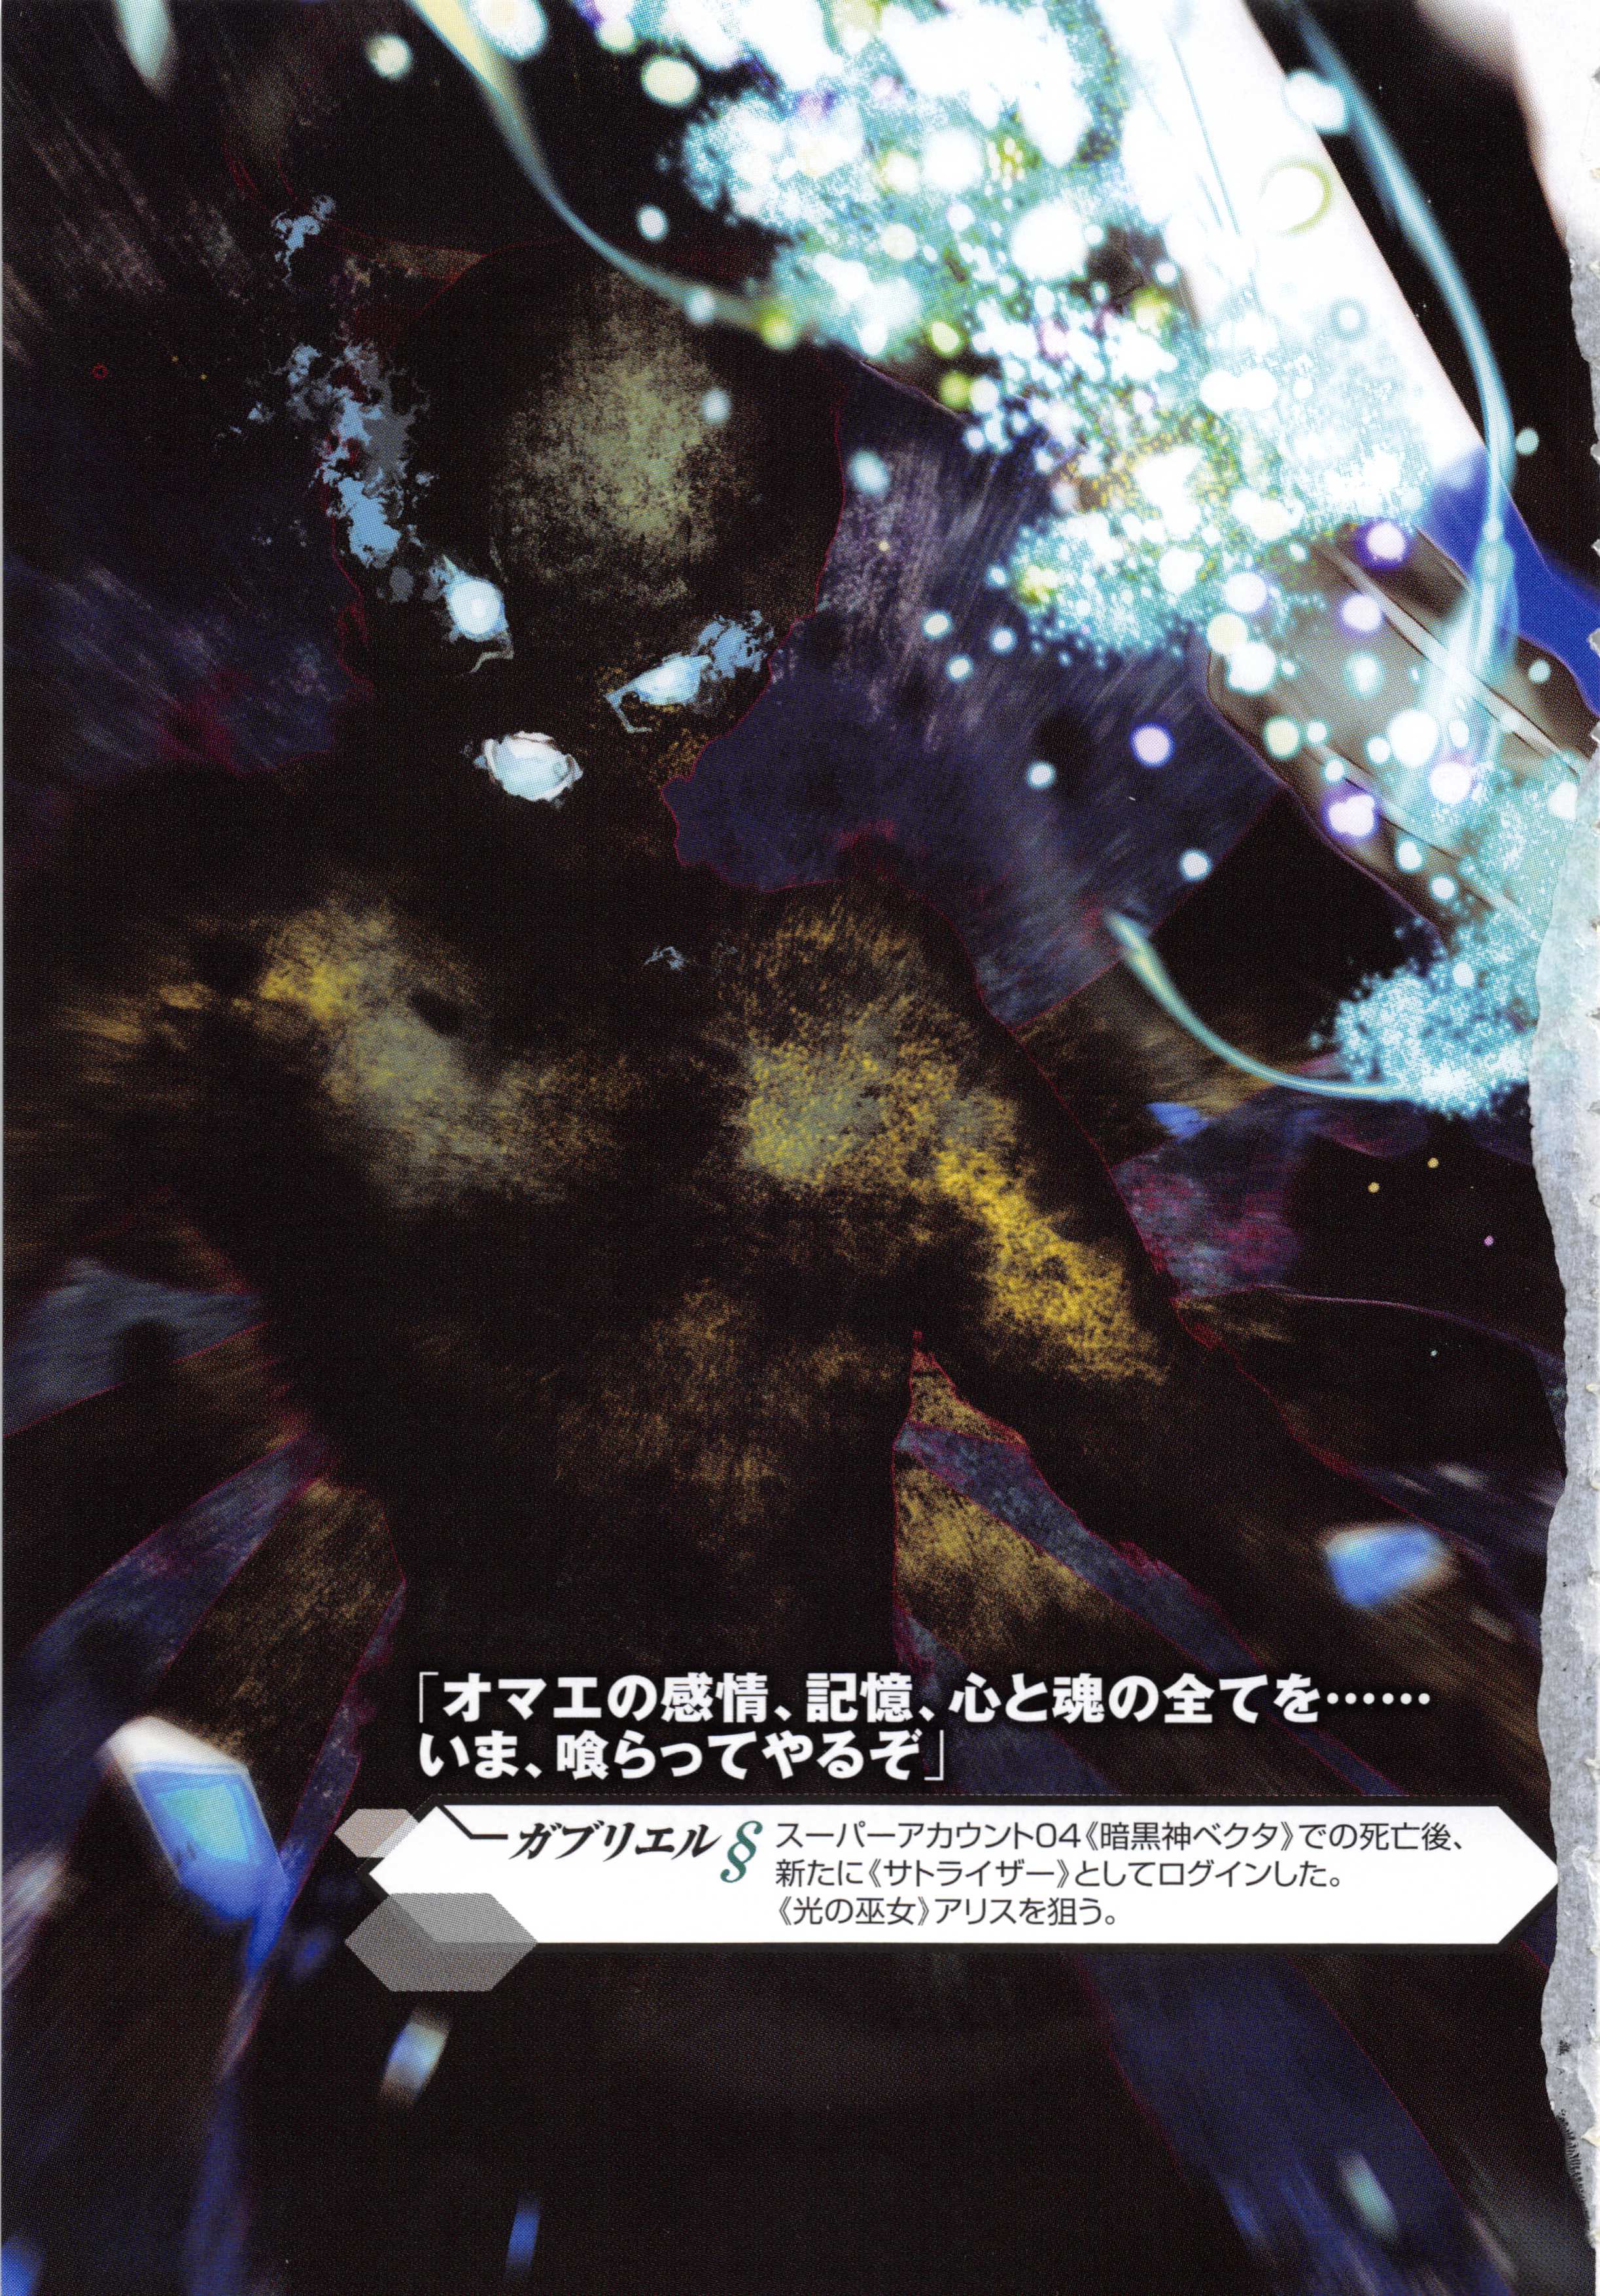 「オマエの感情、記憶、心と魂の全てを……
いま、喰らってやるぞ」
ガブリエル§
スーパーアカウント04《暗黒神ベクタ》での死亡後、
新たに《サトライザー》としてログインした。
《光の巫女》アリスを狙う。